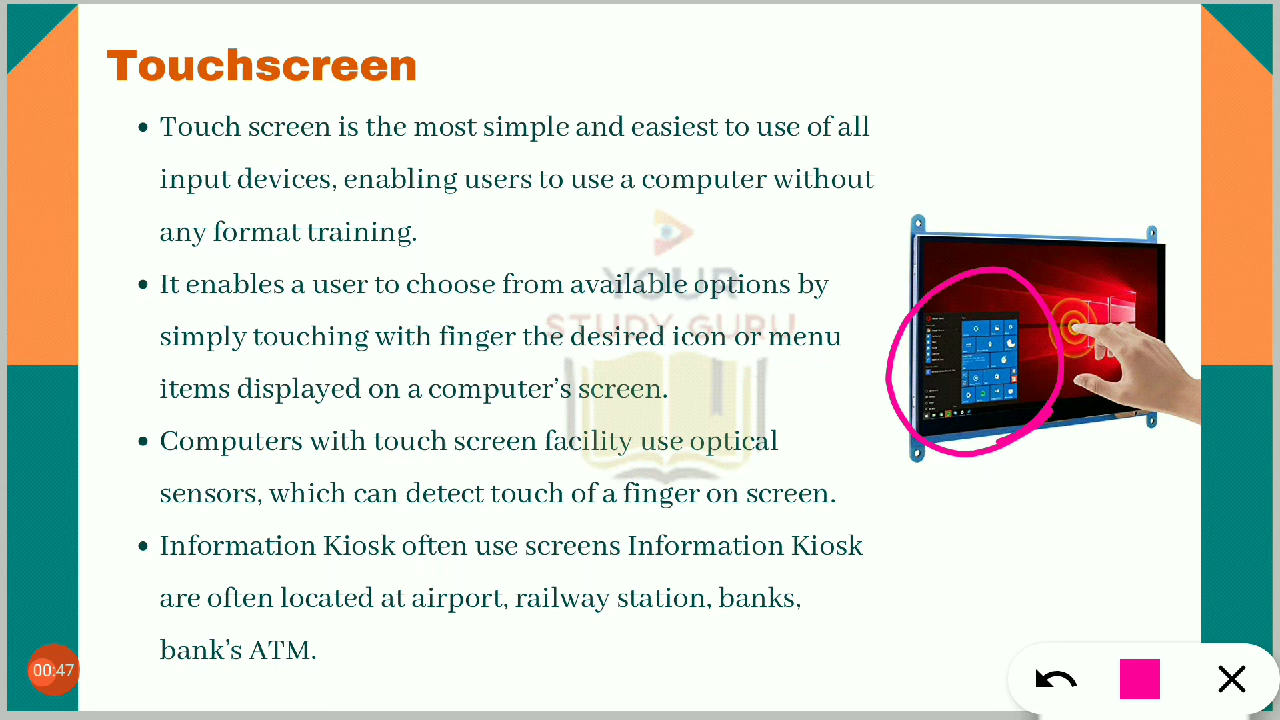 Touchscreen
• Touch screen is the most simple and easiest to use of all
input devices, enabling users to use a computer without
any format training.
• It enables a user to choose from available options by
simply touching with finger the desired icon or menu
items displayed on a computer's screen.
• Computers with touch screen facility use optical
sensors, which can detect touch of a finger on screen.
• Information Kiosk often use screens Information Kiosk
are often located at airport, railway station, banks,
bank's ATM.
YOUR
STUDY GURU
00:47